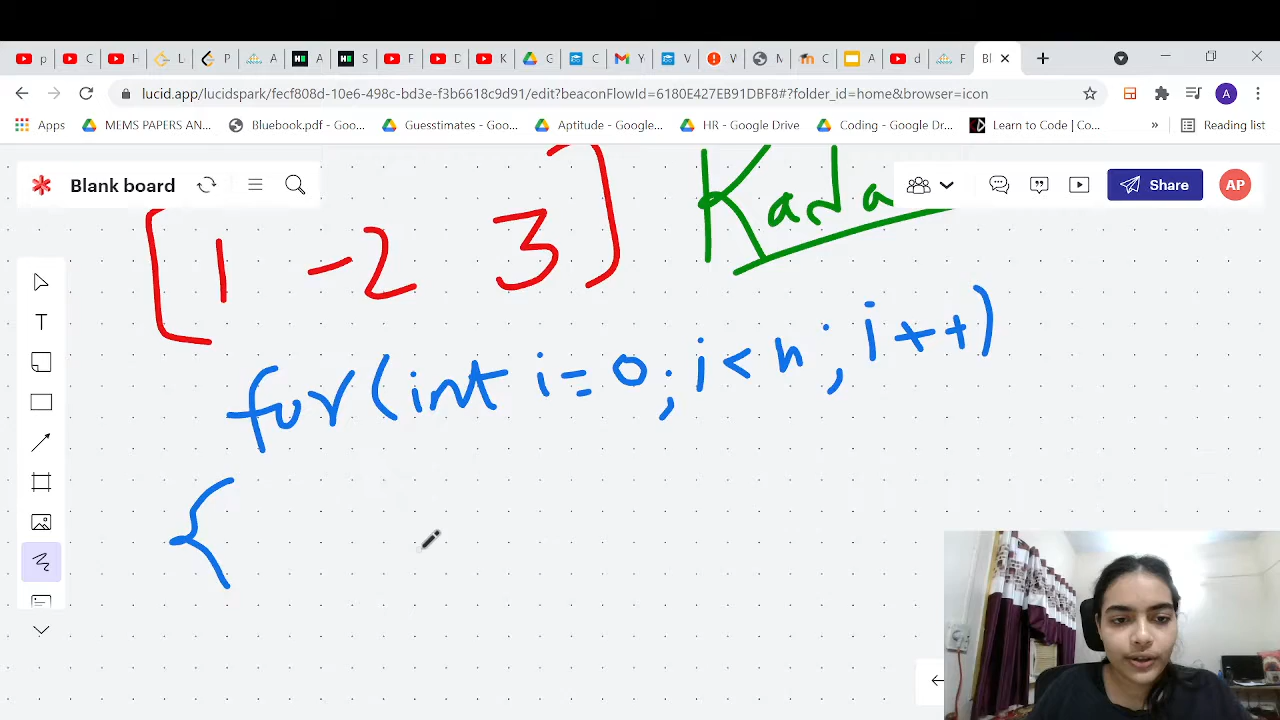 p C H L P A A S F D K G C Y V V M C A d F Bl
lucid.app/lucidspark/fecf808d-10e6-498c-bd3e-f3b6618c9d91/edit?beaconFlowId=6180E427EB91DBF8#?folder_id=home&browser=icon A
Apps MEMS PAPERS AN... Bluebook.pdf - Goo... Guesstimates - Goo... Aptitude - Google... HR - Google Drive Coding - Google Dr... Learn to Code | Co... » Reading list
Blank board Share AP
Kada
[1 -2 3]
for(int i=0; i<n; i++)
{